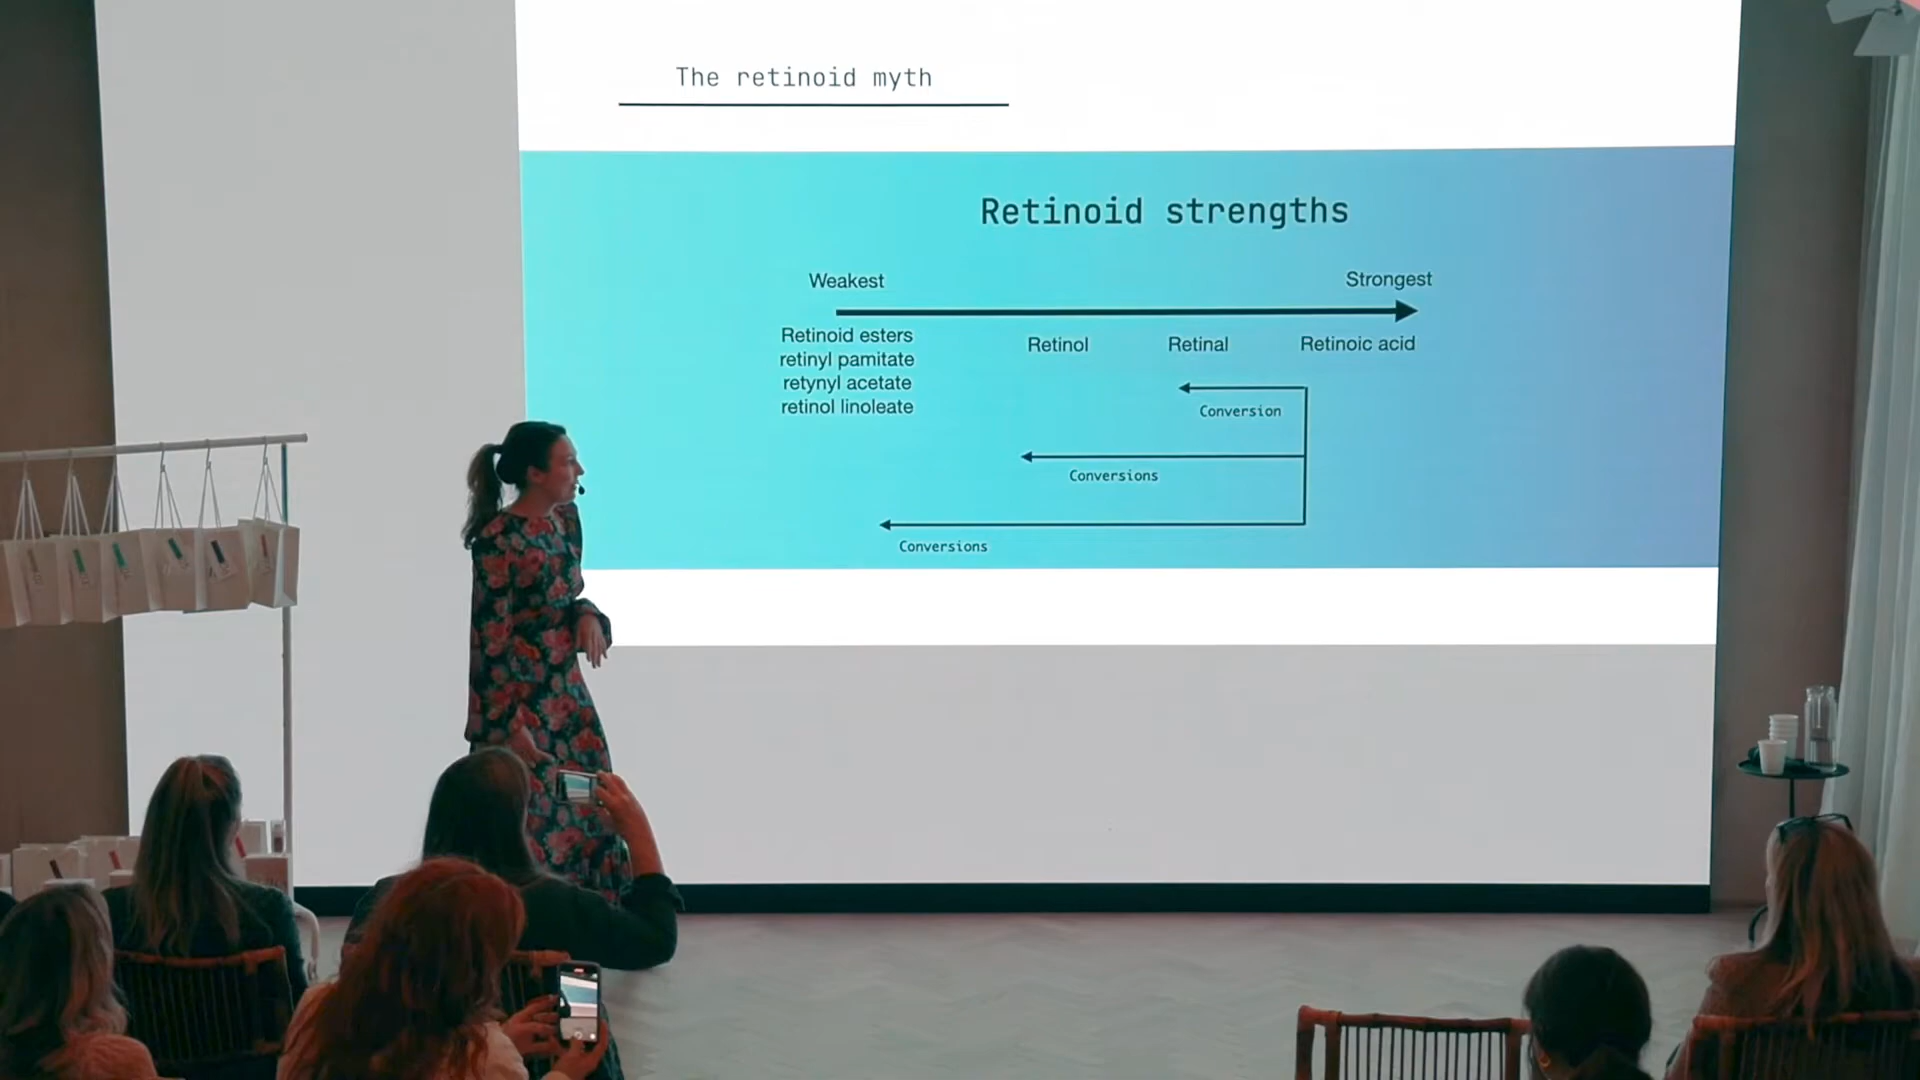 The retinoid myth
Retinoid strengths
Weakest
Strongest
Retinoid esters
retinyl pamitate
retynyl acetate
retinol linoleate
Retinol
Retinal
Retinoic acid
Conversion
Conversions
Conversions